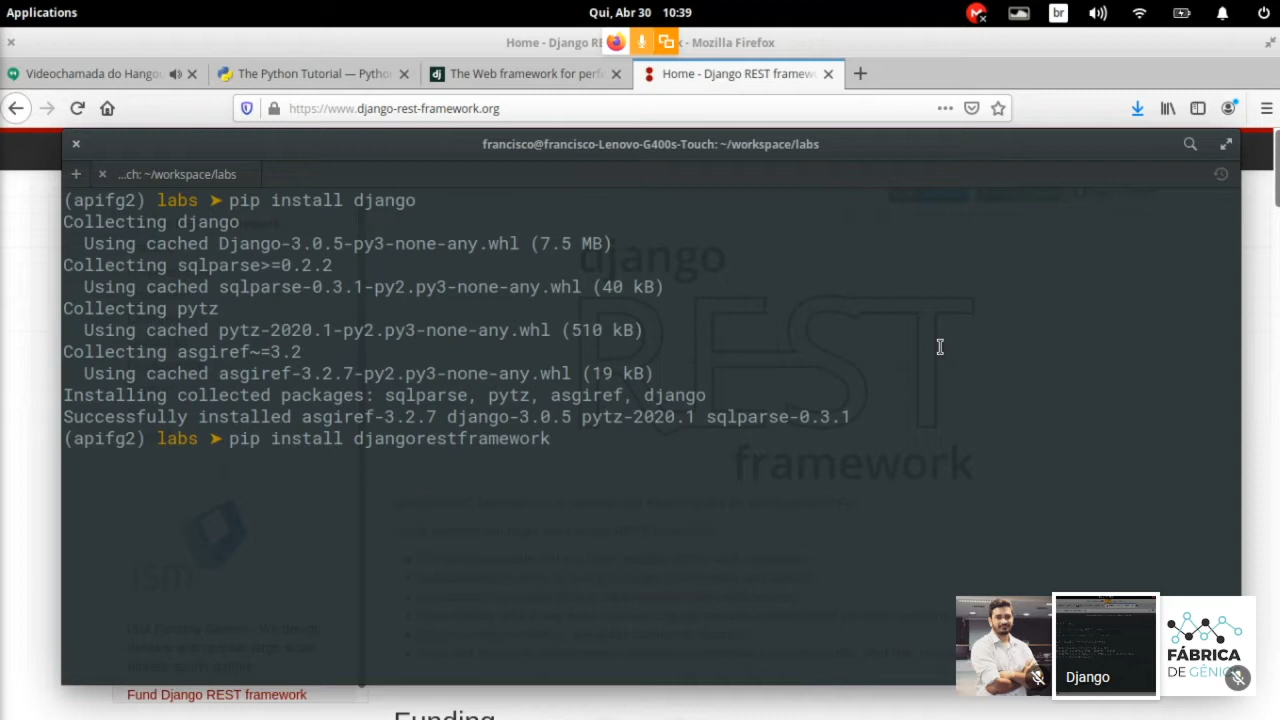 Applications
Qui, Abr 30   10:39
br
Home - Django RE
k - Mozilla Firefox
Videochamada do Hango
The Python Tutorial — Pytho
The Web framework for perf
Home - Django REST framew
https://www.django-rest-framework.org
francisco@francisco-Lenovo-G400s-Touch: ~/workspace/labs
...ch: ~/workspace/labs
(apifg2) labs ➤ pip install django
Collecting django
Using cached Django-3.0.5-py3-none-any.whl (7.5 MB)
Collecting sqlparse>=0.2.2
Using cached sqlparse-0.3.1-py2.py3-none-any.whl (40 kB)
Collecting pytz
Using cached pytz-2020.1-py2.py3-none-any.whl (510 kB)
Collecting asgiref~=3.2
Using cached asgiref-3.2.7-py2.py3-none-any.whl (19 kB)
Installing collected packages: sqlparse, pytz, asgiref, django
Successfully installed asgiref-3.2.7 django-3.0.5 pytz-2020.1 sqlparse-0.3.1
(apifg2) labs ➤ pip install djangorestframework
django
REST
framework
ism
Fund Django REST framework
Funding
Django
FÁBRICA
DE GÊNIO